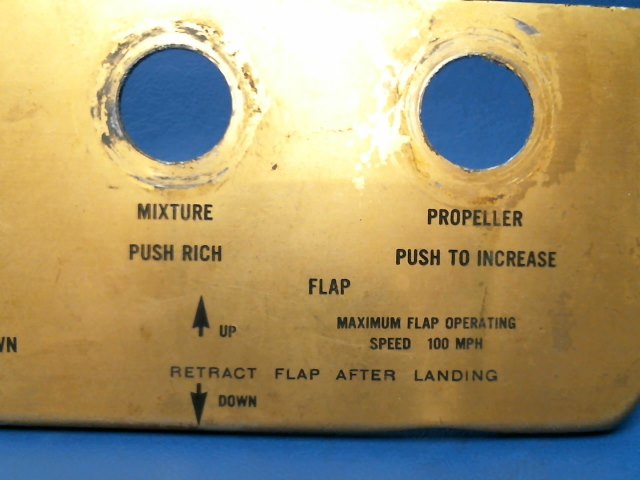 MIXTURE
PROPELLER
PUSH RICH
PUSH TO INCREASE
FLAP
UP
MAXIMUM FLAP OPERATING
SPEED 100 MPH
WN
RETRACT FLAP AFTER LANDING
DOWN